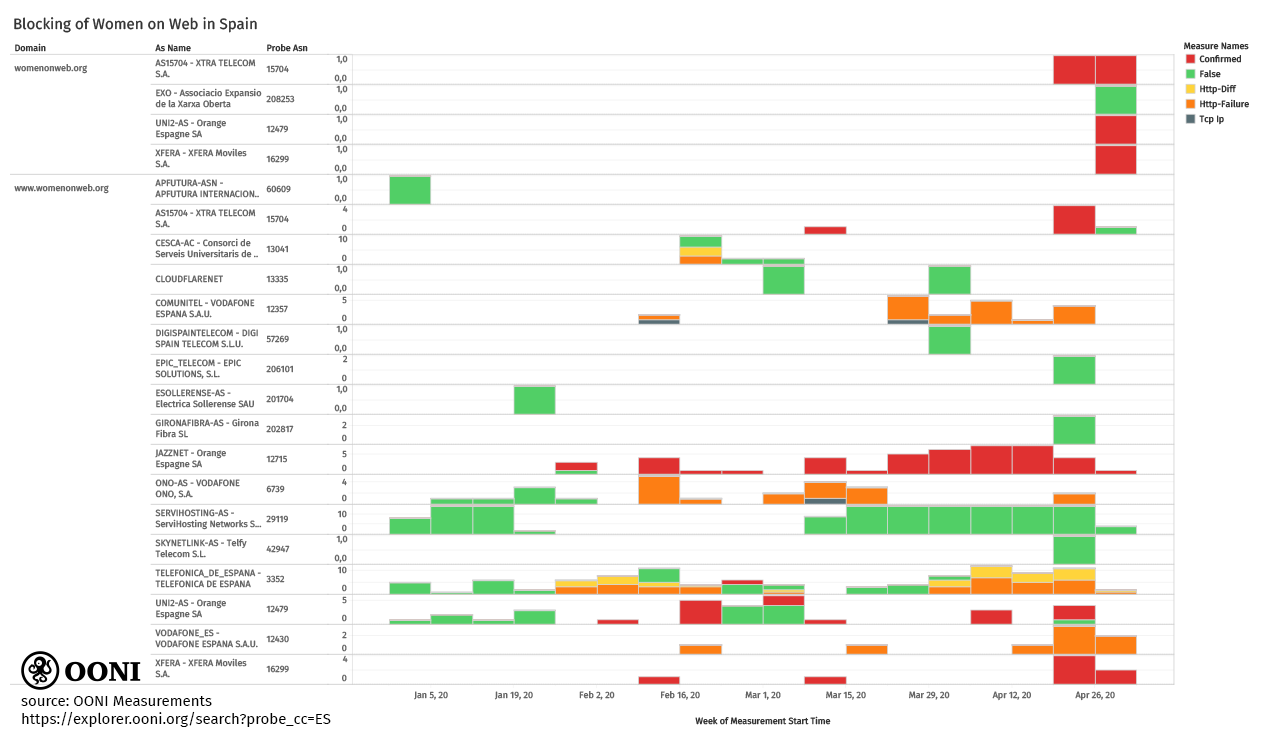 Blocking of Women on Web in Spain
Domain As Name Probe Asn
womenonweb.org
AS15704 - XTRA TELECOM
S.A.
15704
1,0
0,0
EXO - Associacio Expansio
de la Xarxa Oberta
208253
1,0
0,0
UNI2-AS - Orange
Espagne SA
12479
1,0
0,0
XFERA - XFERA Moviles
S.A.
16299
1,0
0,0
www.womenonweb.org
APFUTURA-ASN -
APFUTURA INTERNACION..
60609
1,0
0,0
AS15704 - XTRA TELECOM
S.A.
15704
4
0
CESCA-AC - Consorci de
Serveis Universitaris de ..
13041
10
0
CLOUDFLARENET
13335
1,0
0,0
COMUNITEL - VODAFONE
ESPANA S.A.U.
12357
5
0
DIGISPAINTELECOM - DIGI
SPAIN TELECOM S.L.U.
57269
1,0
0,0
EPIC_TELECOM - EPIC
SOLUTIONS, S.L.
206101
2
0
ESOLLERENSE-AS -
Electrica Sollerense SAU
201704
1,0
0,0
GIRONAFIBRA-AS - Girona
Fibra SL
202817
2
0
JAZZNET - Orange
Espagne SA
12715
5
0
ONO-AS - VODAFONE
ONO, S.A.
6739
4
0
SERVIHOSTING-AS -
ServiHosting Networks S...
29119
10
0
SKYNETLINK-AS - Telfy
Telecom S.L.
42947
1,0
0,0
TELEFONICA_DE_ESPANA -
TELEFONICA DE ESPANA
3352
10
0
UNI2-AS - Orange
Espagne SA
12479
5
0
VODAFONE_ES -
VODAFONE ESPANA S.A.U.
12430
2
0
XFERA - XFERA Moviles
S.A.
16299
4
0
Jan 5, 20 Jan 19, 20 Feb 2, 20 Feb 16, 20 Mar 1, 20 Mar 15, 20 Mar 29, 20 Apr 12, 20 Apr 26, 20
Week of Measurement Start Time
Measure Names
Confirmed
False
Http-Diff
Http-Failure
Tcp Ip
OONI
source: OONI Measurements
https://explorer.ooni.org/search?probe_cc=ES